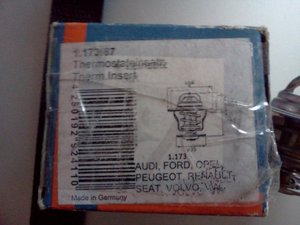 1.173.87
Thermostateinsatz
Therm.Insert
1.173
AUDI, FORD, OPEL,
PEUGEOT, RENAULT,
SEAT, VOLVO, VW
Made in Germany